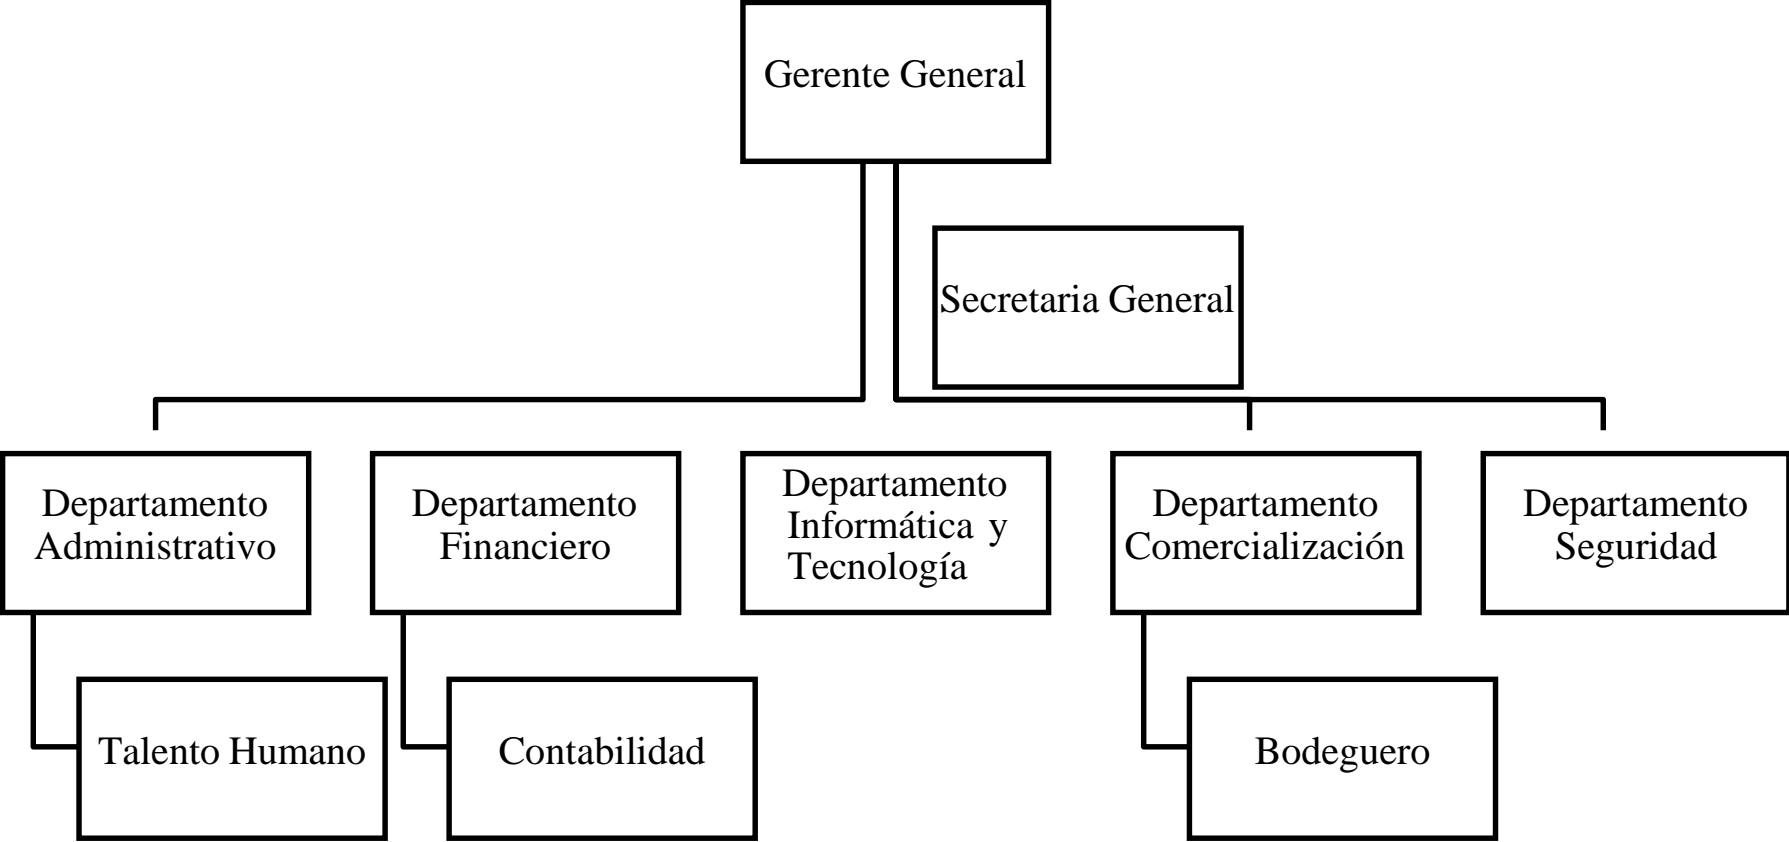 Gerente General
Secretaria General
Departamento
Administrativo
Departamento
Financiero
Departamento
Informática y
Tecnología
Departamento
Comercialización
Departamento
Seguridad
Talento Humano
Contabilidad
Bodeguero